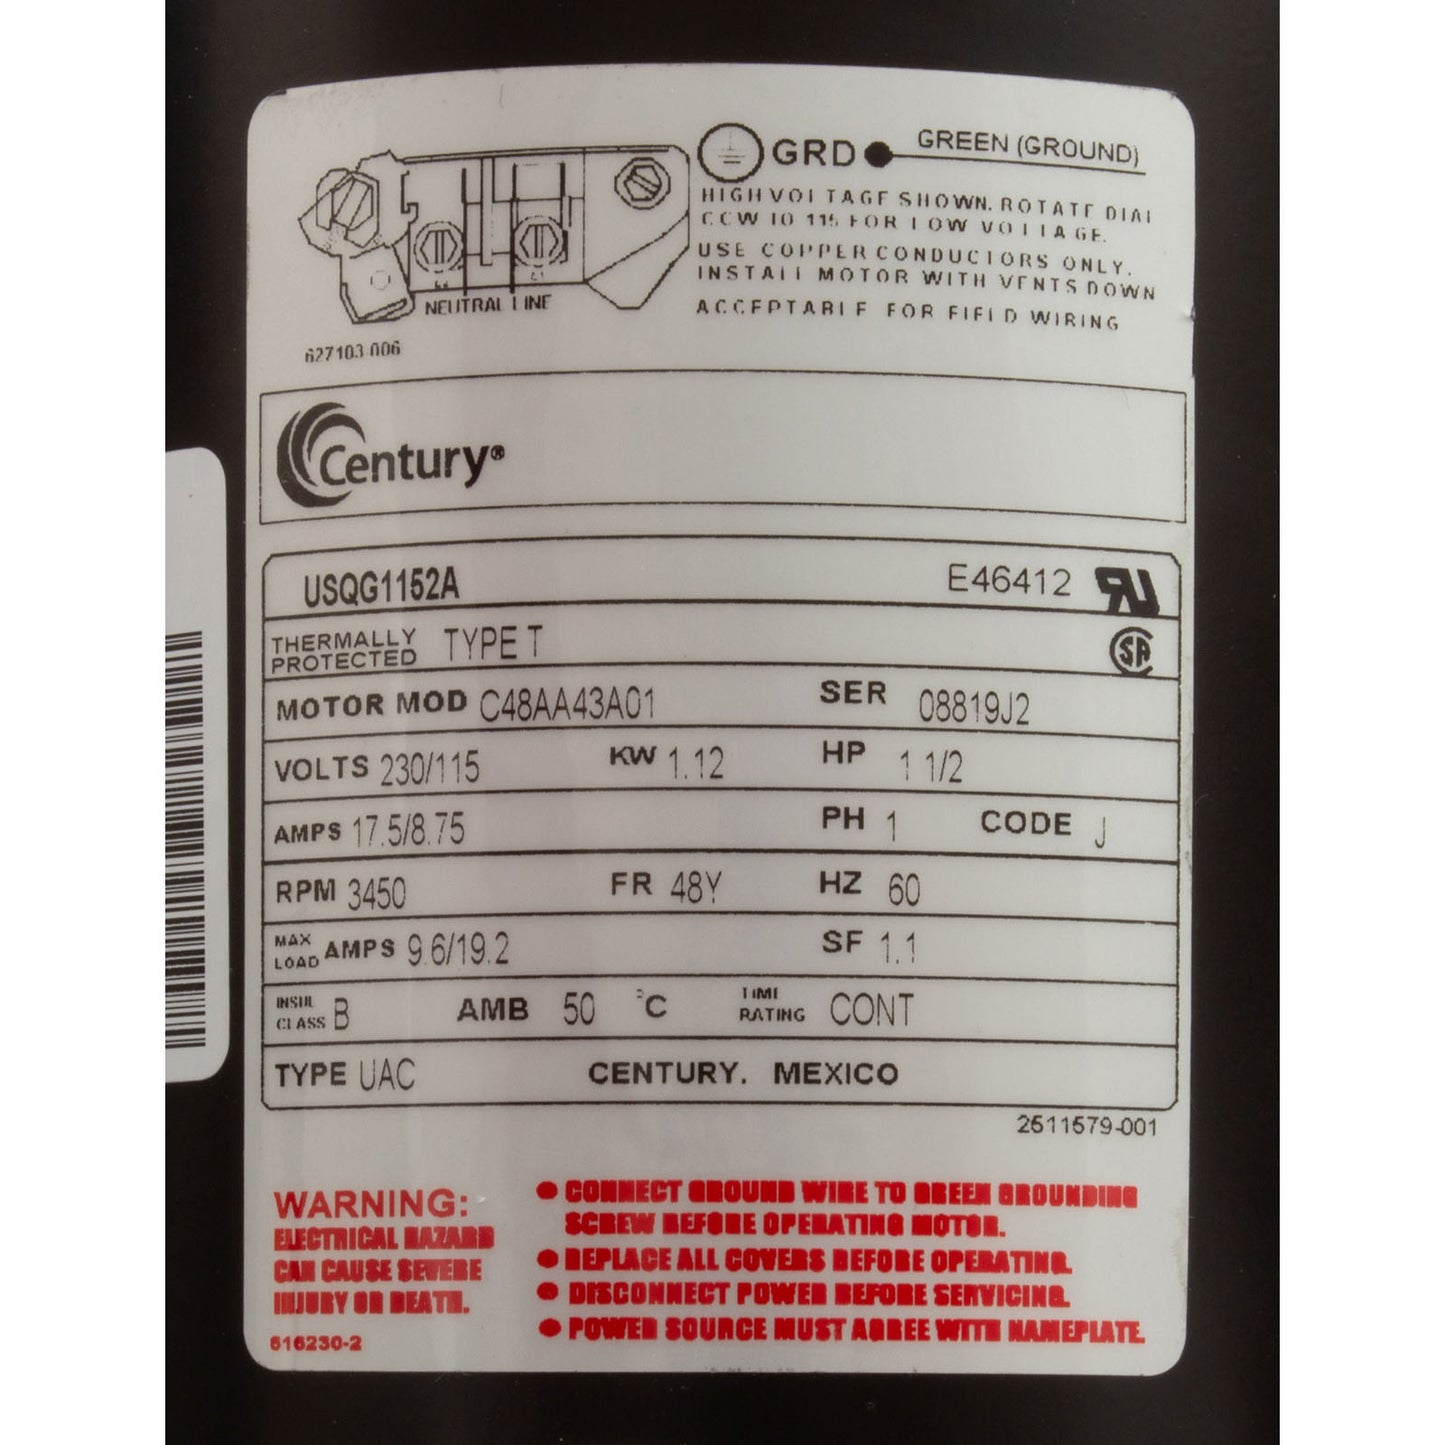 GRD GREEN (GROUND)
HIGH VOLTAGE SHOWN. ROTATE DIAL
CCW TO 115 FOR LOW VOLTAGE.
USE COPPER CONDUCTORS ONLY.
INSTALL MOTOR WITH VENTS DOWN
ACCEPTABLE FOR FIELD WIRING
L2 L1
NEUTRAL LINE
627103 006
Century®
USQG1152A E46412 RU
THERMALLY PROTECTED TYPE T SA
MOTOR MOD C48AA43A01 SER 08819J2
VOLTS 230/115 KW 1.12 HP 1 1/2
AMPS 17.5/8.75 PH 1 CODE J
RPM 3450 FR 48Y HZ 60
MAX LOAD AMPS 9.6/19.2 SF 1.1
INSUL CLASS B AMB 50 °C TIME RATING CONT
TYPE UAC CENTURY. MEXICO
2511579-001
WARNING:
ELECTRICAL HAZARD
CAN CAUSE SEVERE
INJURY OR DEATH.
616230-2
● CONNECT GROUND WIRE TO GREEN GROUNDING
SCREW BEFORE OPERATING MOTOR.
● REPLACE ALL COVERS BEFORE OPERATING.
● DISCONNECT POWER BEFORE SERVICING.
● POWER SOURCE MUST AGREE WITH NAMEPLATE.